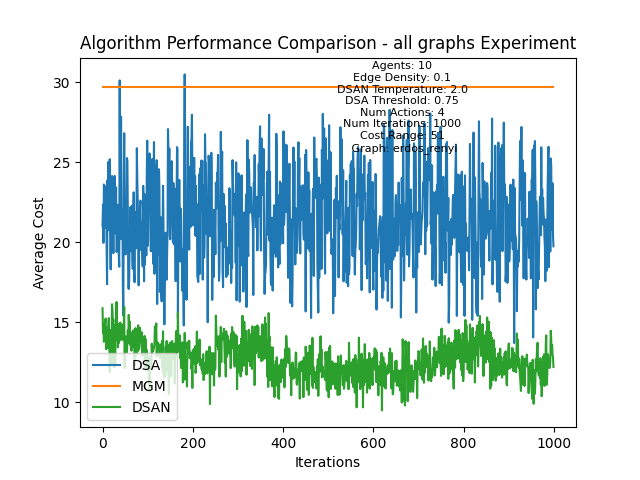 Algorithm Performance Comparison - all graphs Experiment
Agents: 10
Edge Density: 0.1
DSAN Temperature: 2.0
DSA Threshold: 0.75
Num Actions: 4
Num Iterations: 1000
Cost Range: 51
Graph: erdos_renyi
30
25
20
15
10
Average Cost
DSA
MGM
DSAN
0
200
400
600
800
1000
Iterations